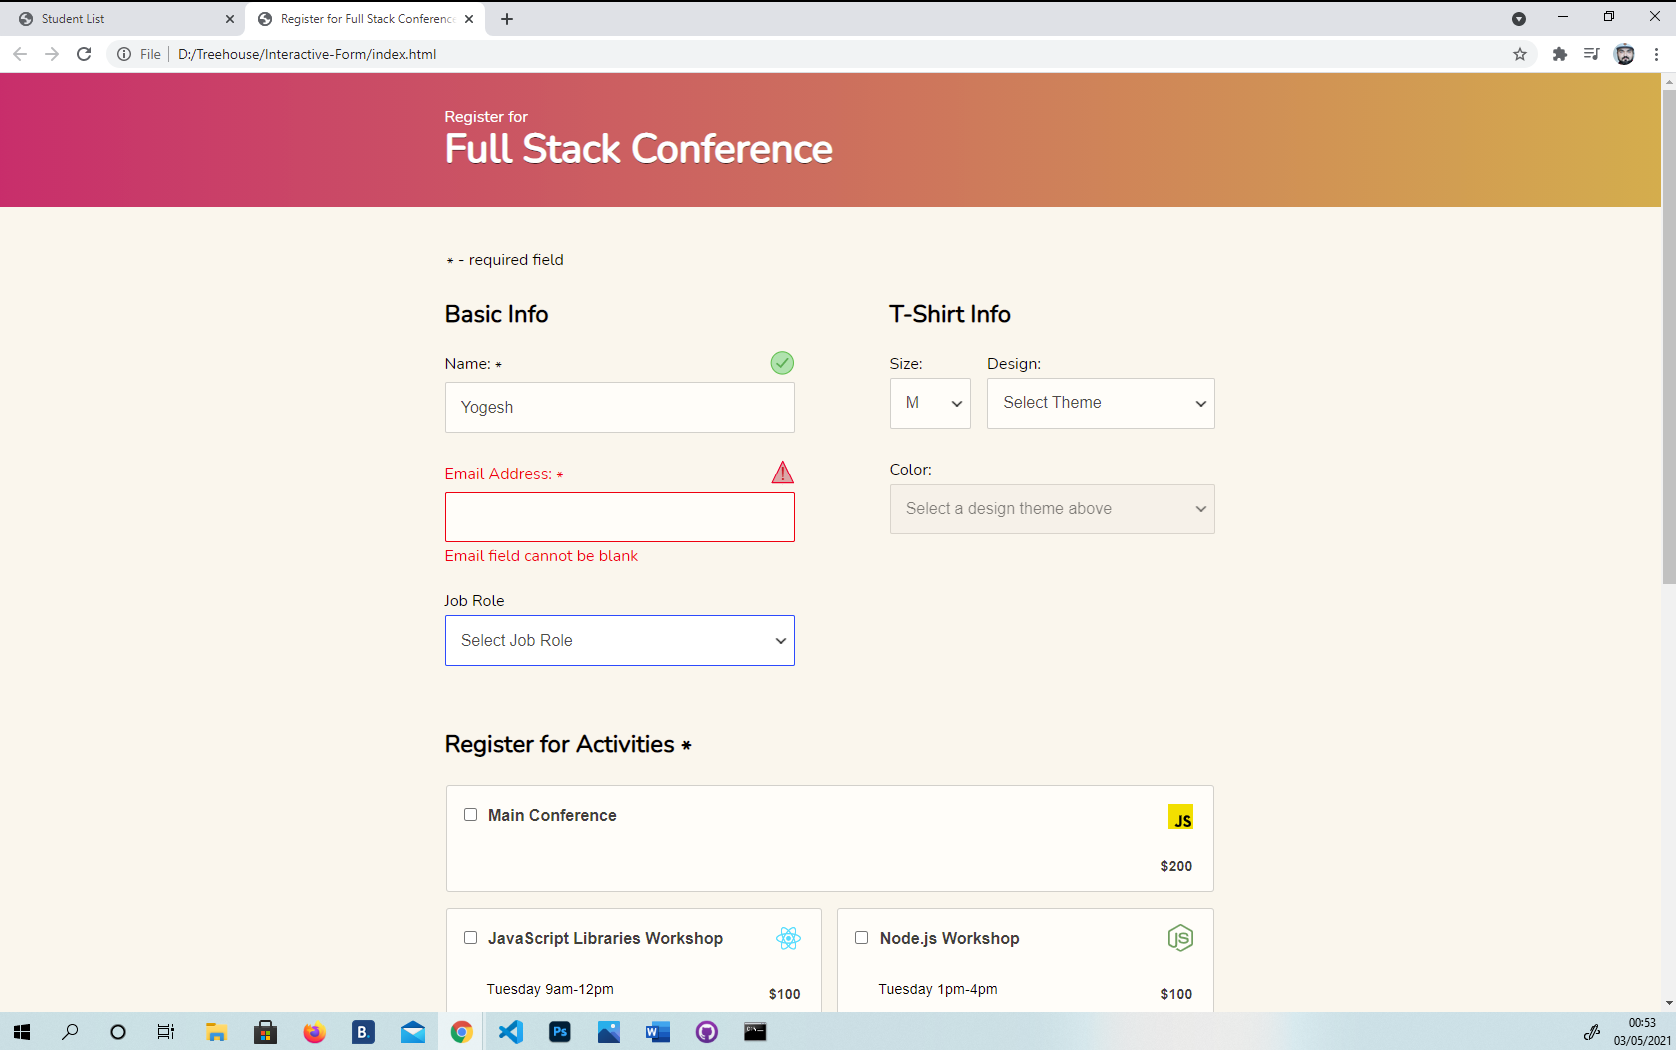 Student List
Register for Full Stack Conference
File
D:/Treehouse/Interactive-Form/index.html
Register for
Full Stack Conference
* - required field
Basic Info
T-Shirt Info
Name: *
Size:
Design:
Yogesh
M
Select Theme
Email Address: *
Color:
Select a design theme above
Email field cannot be blank
Job Role
Select Job Role
Register for Activities *
Main Conference
JS
$200
JavaScript Libraries Workshop
Node.js Workshop
JS
Tuesday 9am-12pm
$100
Tuesday 1pm-4pm
$100
B.
Ps
W
00:53
03/05/2021